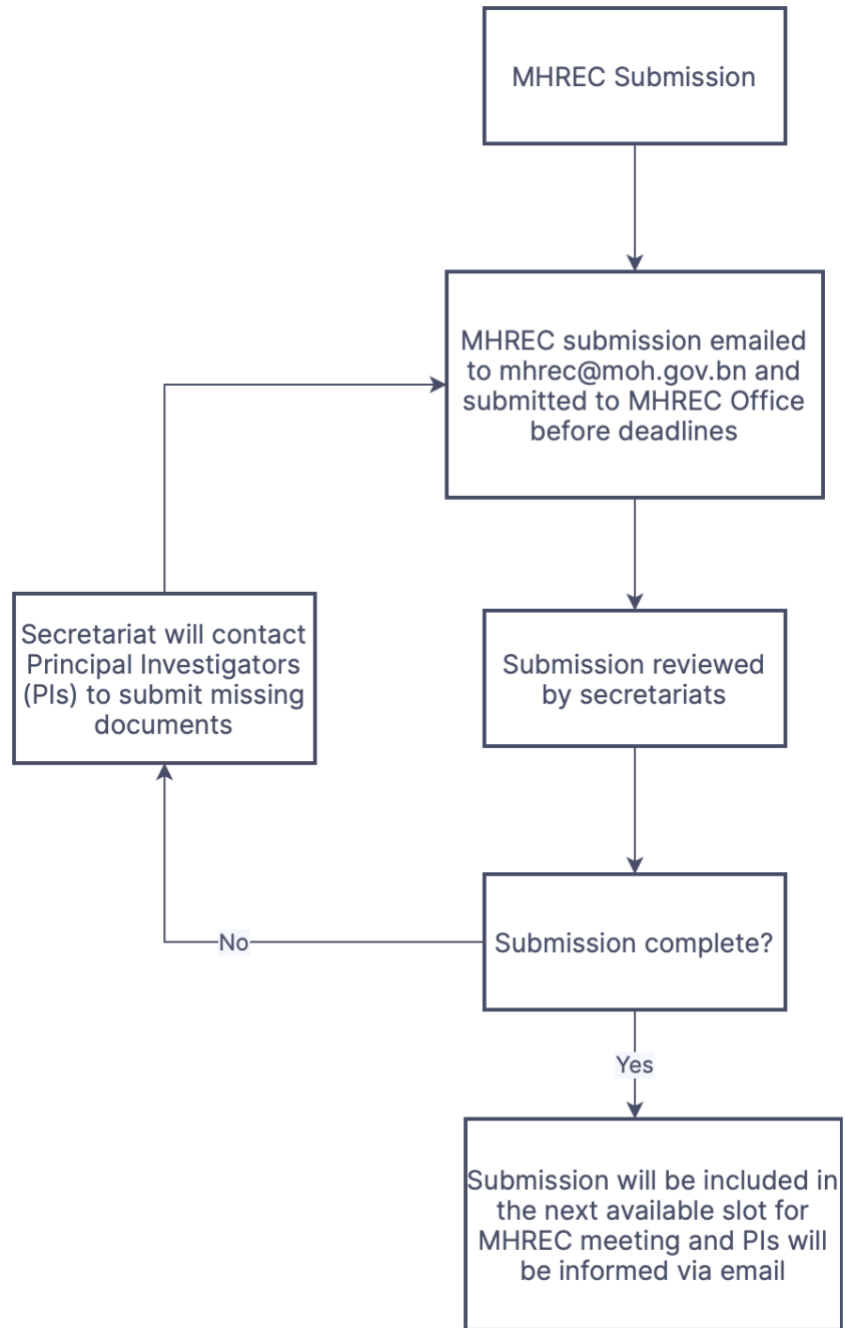 MHREC Submission
MHREC submission emailed
to mhrec@moh.gov.bn and
submitted to MHREC Office
before deadlines
Secretariat will contact
Principal Investigators
(PIs) to submit missing
documents
Submission reviewed
by secretariats
Submission complete?
No
Yes
Submission will be included in
the next available slot for
MHREC meeting and PIs will
be informed via email